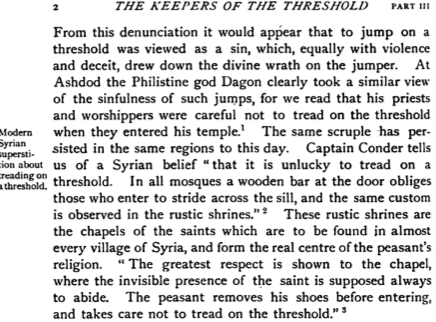 2 THE KEEPERS OF THE THRESHOLD PART III
From this denunciation it would appear that to jump on a
threshold was viewed as a sin, which, equally with violence
and deceit, drew down the divine wrath on the jumper. At
Ashdod the Philistine god Dagon clearly took a similar view
of the sinfulness of such jumps, for we read that his priests
and worshippers were careful not to tread on the threshold
when they entered his temple.¹ The same scruple has per-
sisted in the same regions to this day. Captain Conder tells
us of a Syrian belief "that it is unlucky to tread on a
threshold. In all mosques a wooden bar at the door obliges
those who enter to stride across the sill, and the same custom
is observed in the rustic shrines." ² These rustic shrines are
the chapels of the saints which are to be found in almost
every village of Syria, and form the real centre of the peasant's
religion. "The greatest respect is shown to the chapel,
where the invisible presence of the saint is supposed always
to abide. The peasant removes his shoes before entering,
and takes care not to tread on the threshold." ³
Modern
Syrian
supersti-
tion about
treading on
a threshold.